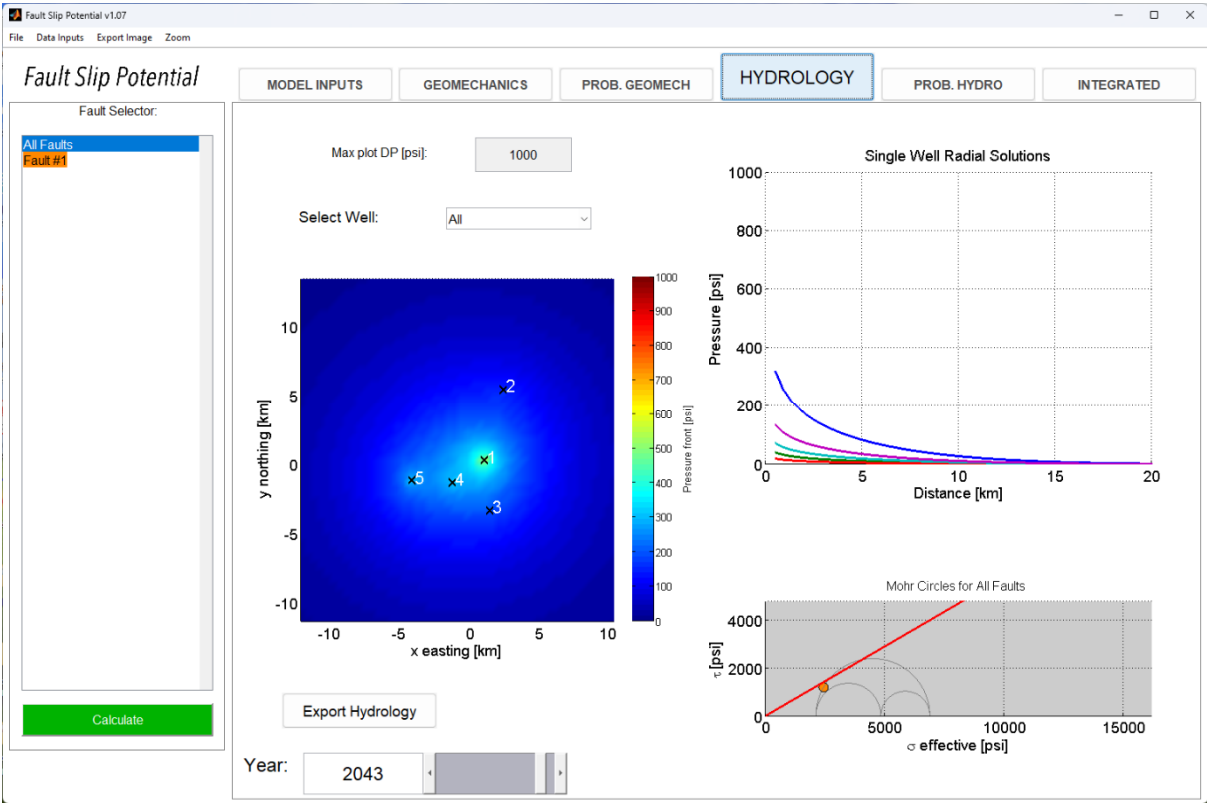 Fault Slip Potential v1.07
File Data Inputs Export Image Zoom
Fault Slip Potential
MODEL INPUTS
GEOMECHANICS
PROB. GEOMECH
HYDROLOGY
PROB. HYDRO
INTEGRATED
Fault Selector:
All Faults
Fault #1
Calculate
Max plot DP [psi]:
1000
Select Well:
All
10
5
0
-5
-10
y northing [km]
2
1
5
4
3
-10 -5 0 5 10
x easting [km]
1000
900
800
700
600
500
400
300
200
100
0
Pressure front [psi]
Export Hydrology
Year:
2043
Single Well Radial Solutions
1000
800
600
400
200
0
Pressure [psi]
0 5 10 15 20
Distance [km]
Mohr Circles for All Faults
4000
2000
0
τ [psi]
0 5000 10000 15000
σ effective [psi]